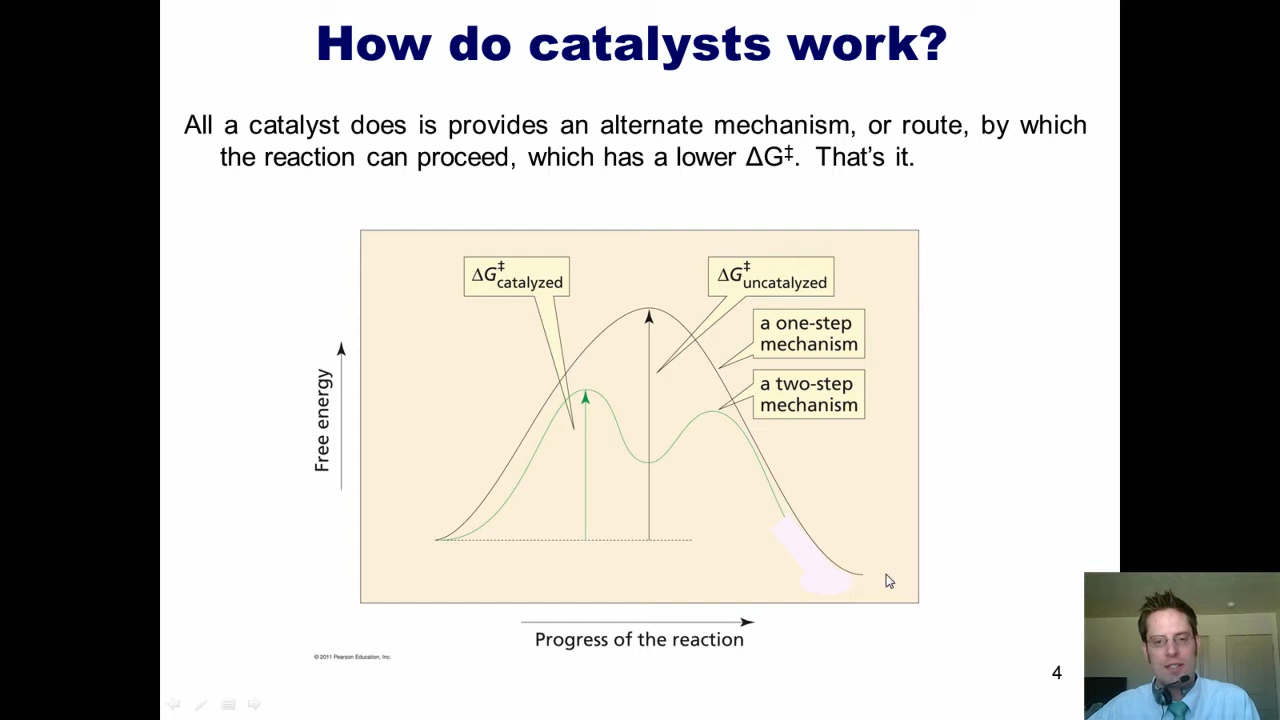 How do catalysts work?
All a catalyst does is provides an alternate mechanism, or route, by which
the reaction can proceed, which has a lower ΔG‡. That’s it.
ΔG‡catalyzed
ΔG‡uncatalyzed
a one-step
mechanism
a two-step
mechanism
Free energy
Progress of the reaction
© 2011 Pearson Education, Inc.
4